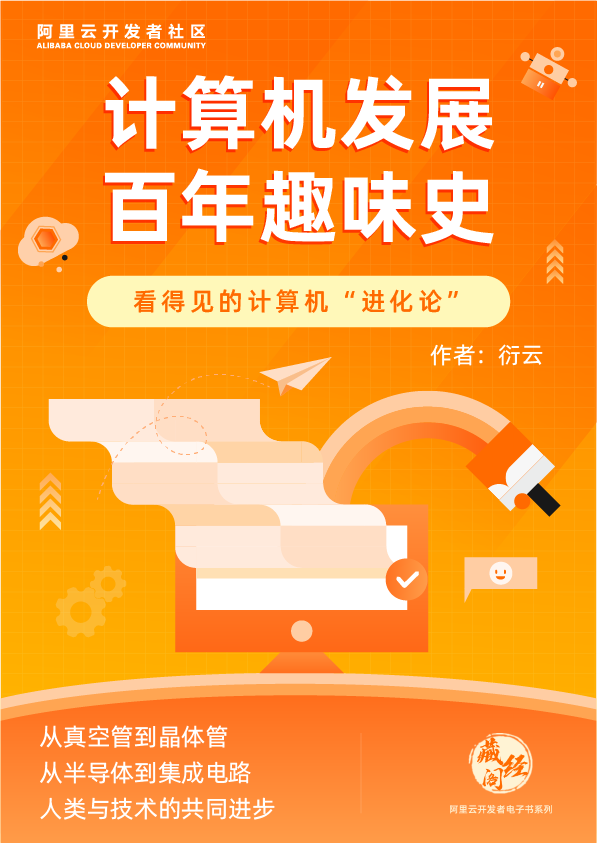 阿里云开发者社区
ALIBABA CLOUD DEVELOPER COMMUNITY
计算机发展
百年趣味史
看得见的计算机“进化论”
作者：衍云
从真空管到晶体管
从半导体到集成电路
人类与技术的共同进步
藏经阁
阿里云开发者电子书系列